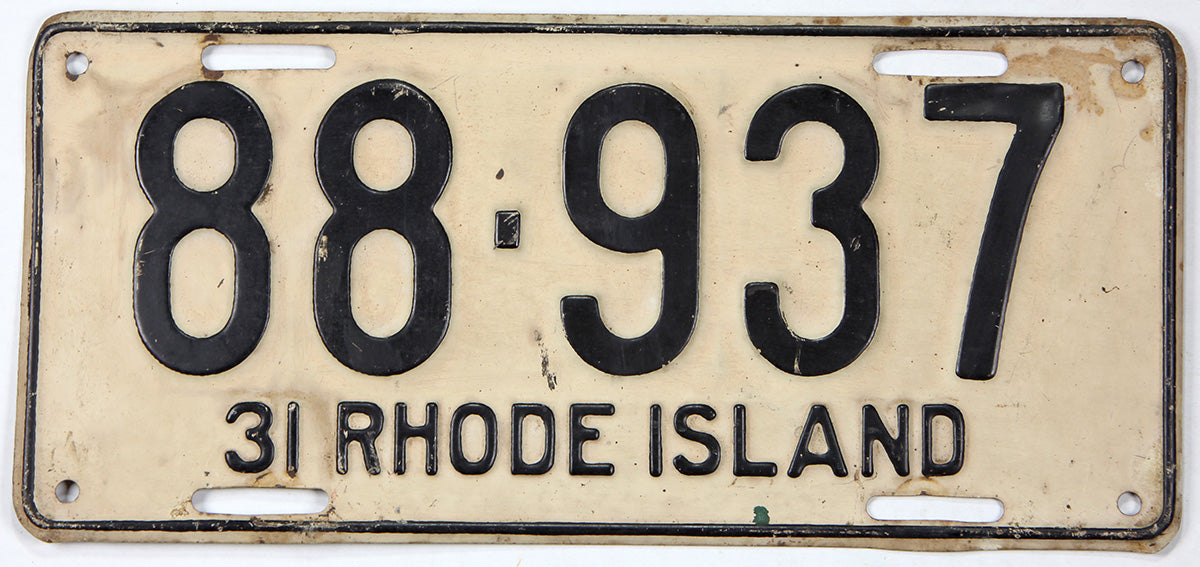 88-937
31 RHODE ISLAND